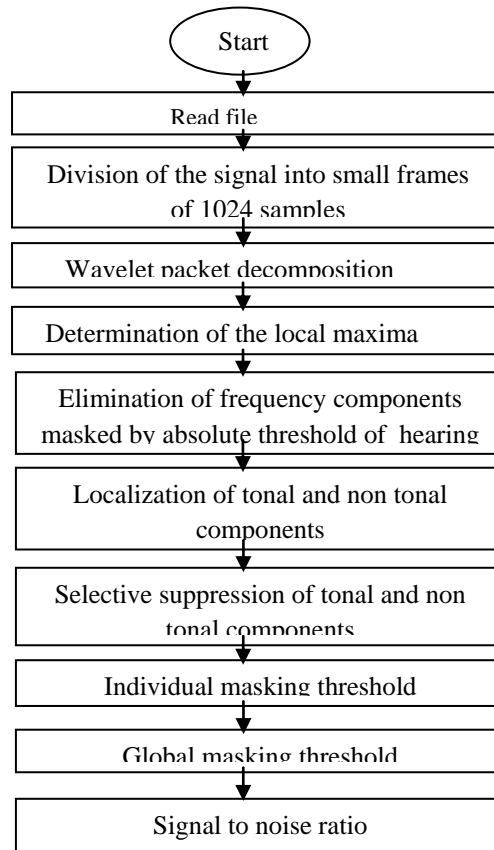 Start
Read file
Division of the signal into small frames
of 1024 samples
Wavelet packet decomposition
Determination of the local maxima
Elimination of frequency components
masked by absolute threshold of hearing
Localization of tonal and non tonal
components
Selective suppression of tonal and non
tonal components
Individual masking threshold
Global masking threshold
Signal to noise ratio